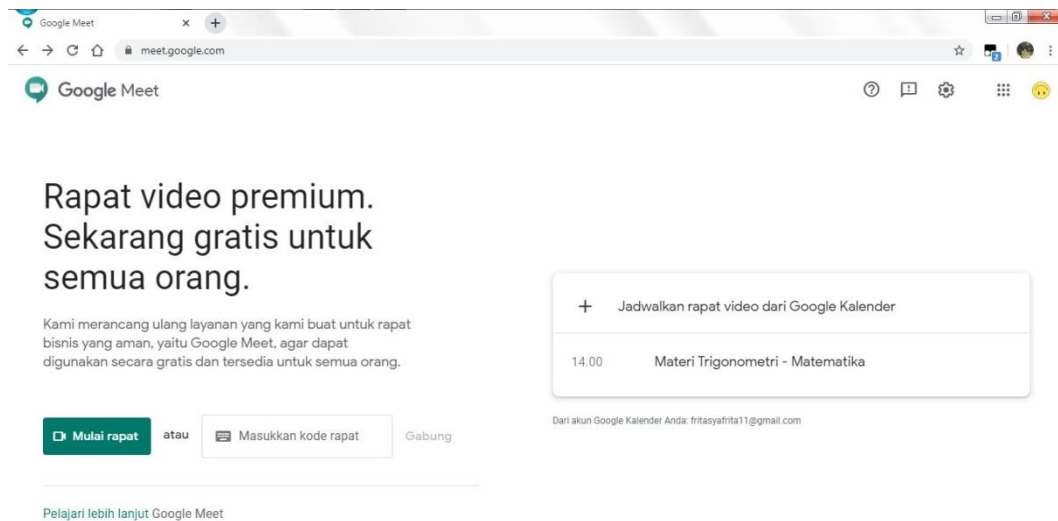 Google Meet
meet.google.com
2
Google Meet
Rapat video premium.
Sekarang gratis untuk
semua orang.
Kami merancang ulang layanan yang kami buat untuk rapat
bisnis yang aman, yaitu Google Meet, agar dapat
digunakan secara gratis dan tersedia untuk semua orang.
Mulai rapat atau Masukkan kode rapat Gabung
Pelajari lebih lanjut Google Meet
Jadwalkan rapat video dari Google Kalender
14.00 Materi Trigonometri - Matematika
Dari akun Google Kalender Anda: fritasyafrita11@gmail.com